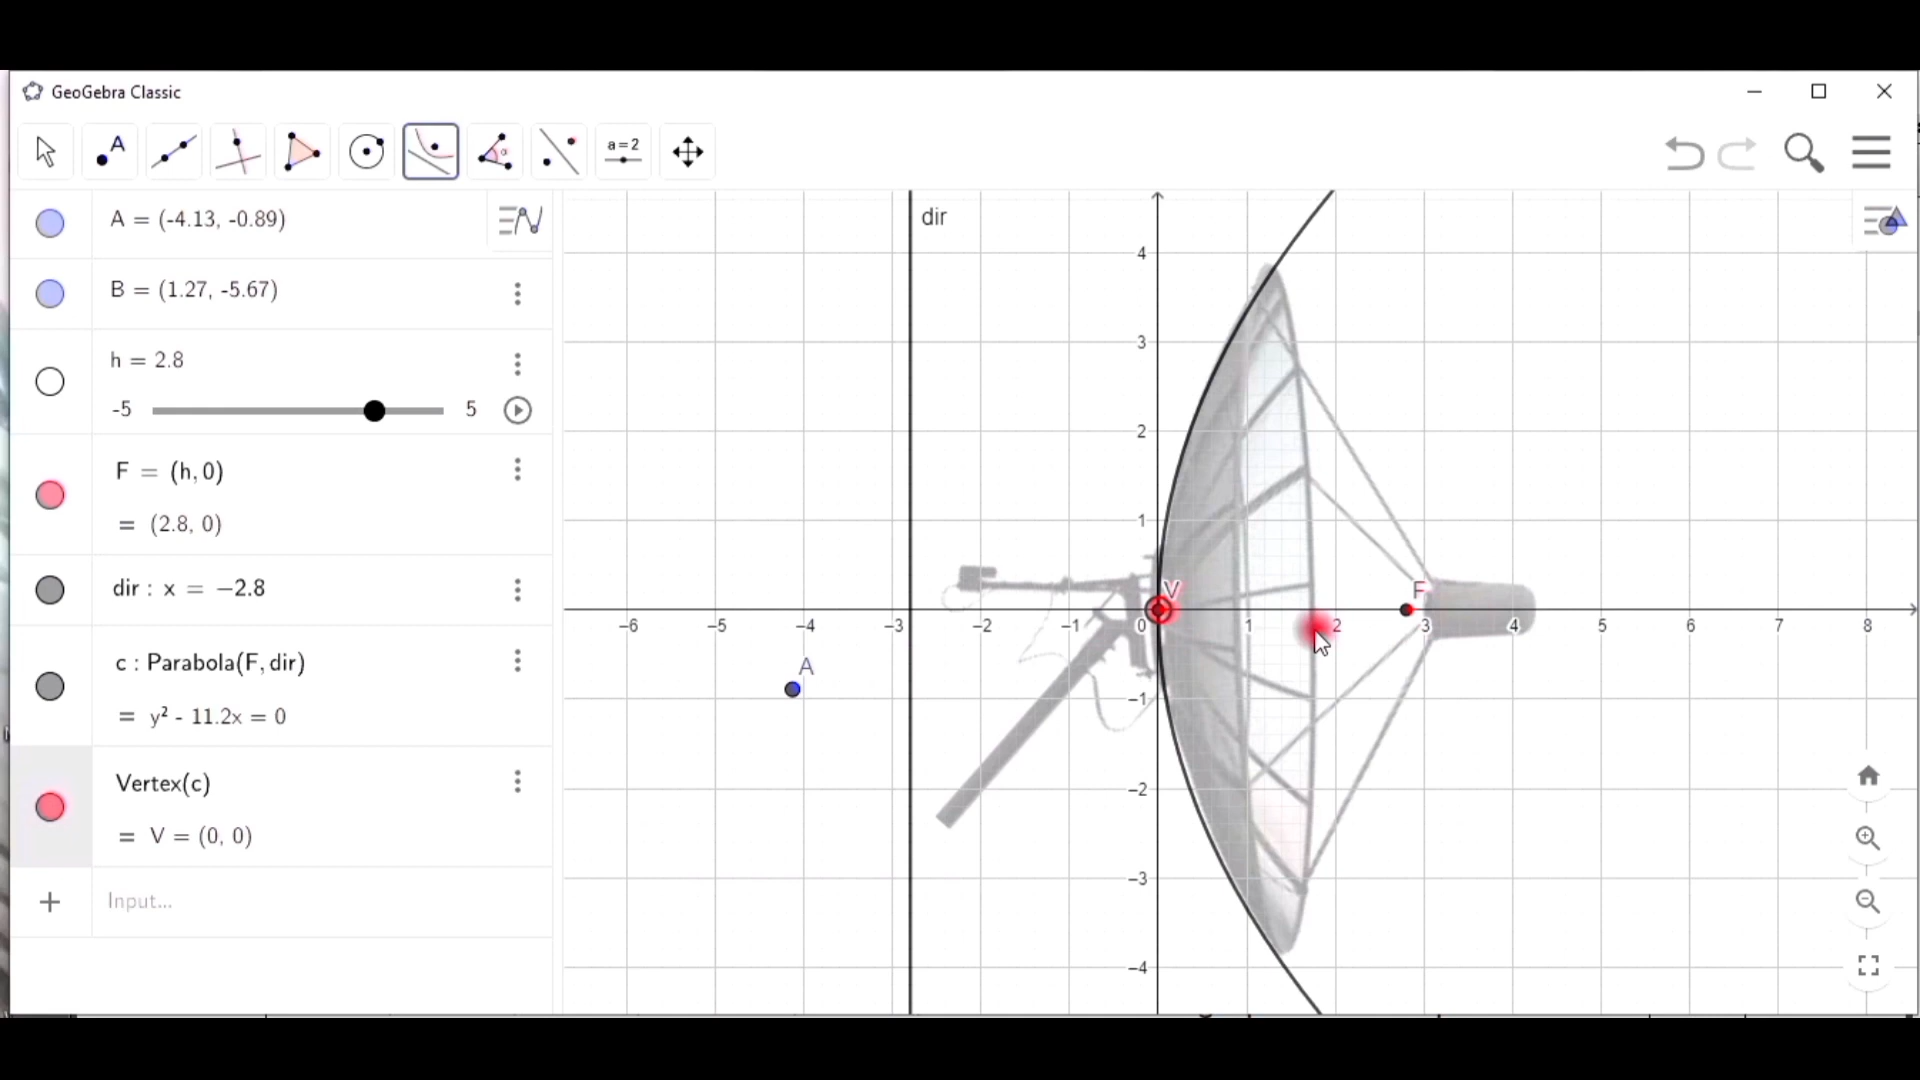 GeoGebra Classic
A
a = 2
A = (-4.13, -0.89)
B = (1.27, -5.67)
h = 2.8
-5
5
F = (h, 0)
= (2.8, 0)
dir : x = −2.8
c : Parabola(F, dir)
= y² - 11.2x = 0
Vertex(c)
= V = (0, 0)
Input...
dir
4
3
2
1
V
F
−6 −5 −4 −3 −2 −1 0 1 2 3 4 5 6 7 8
A
−1
−2
−3
−4